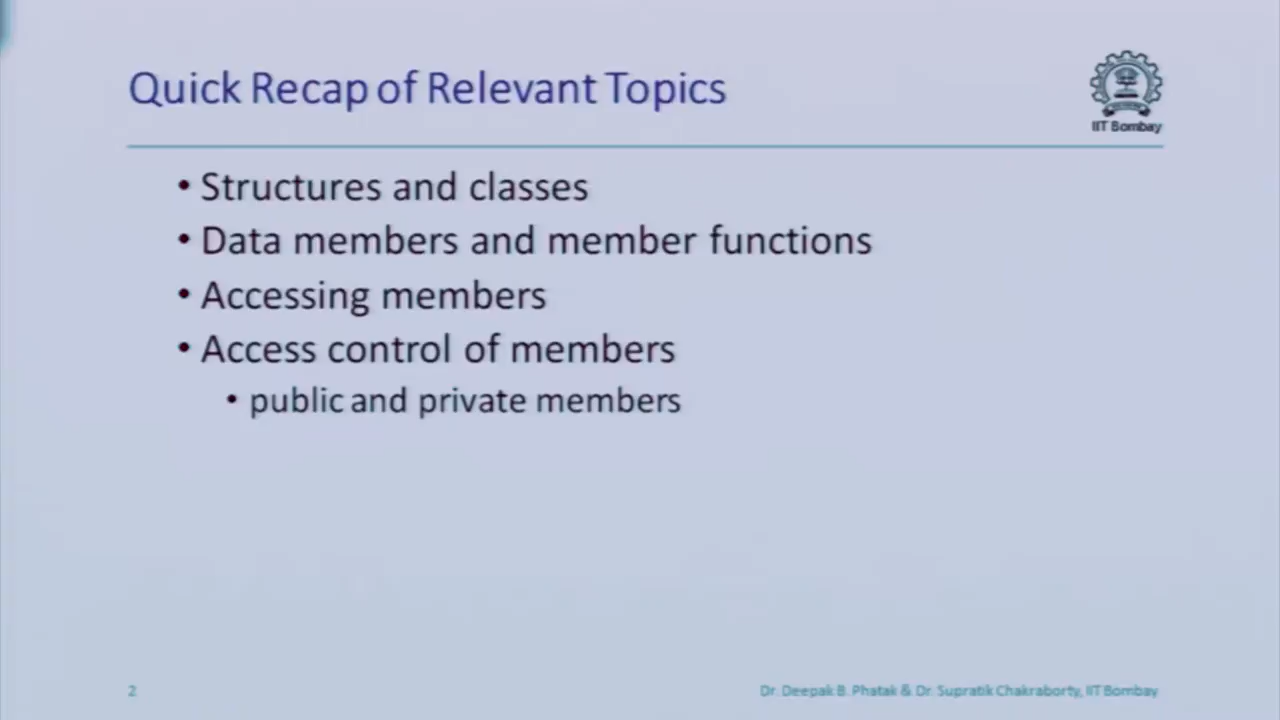 Quick Recap of Relevant Topics
IIT Bombay
• Structures and classes
• Data members and member functions
• Accessing members
• Access control of members
• public and private members
2
Dr. Deepak B. Phatak & Dr. Supratik Chakraborty, IIT Bombay